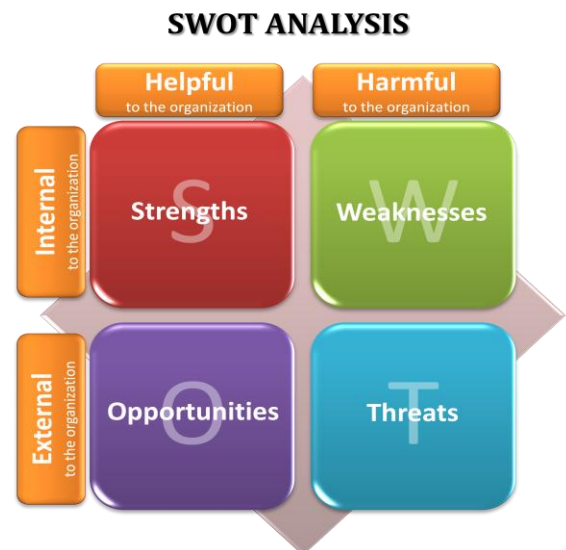 SWOT ANALYSIS
Helpful
to the organization
Harmful
to the organization
Internal
to the organization
S
Strengths
W
Weaknesses
External
to the organization
O
Opportunities
T
Threats